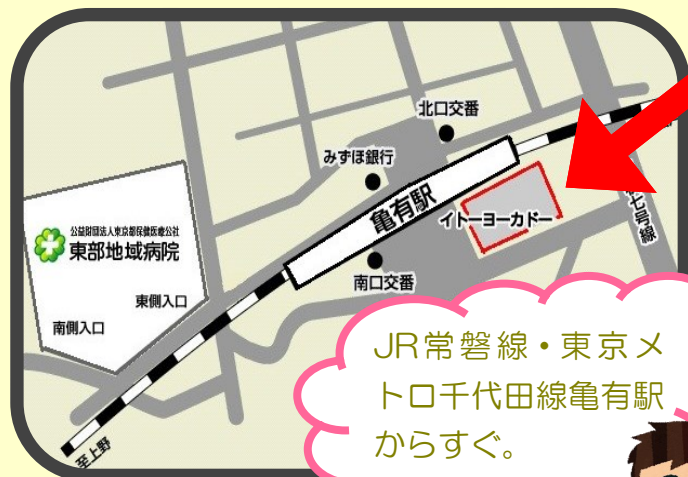 北口交番
みずほ銀行
亀有駅
イトーヨーカドー
七号線
公益財団法人東京都保健医療公社
東部地域病院
南口交番
東側入口
南側入口
至上野
JR常磐線・東京メ
トロ千代田線亀有駅
からすぐ。